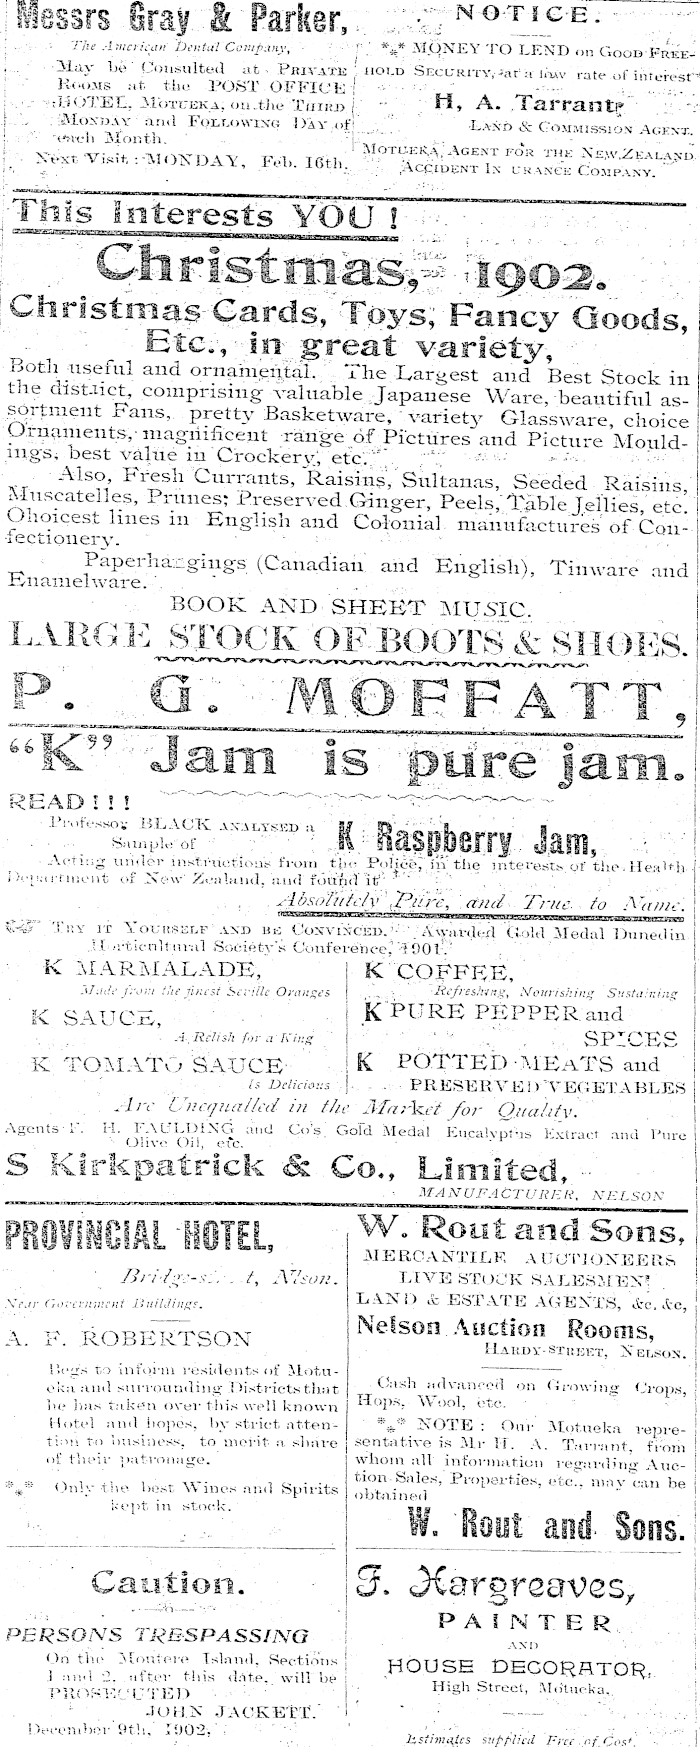 Messrs Gray & Parker,
The American Dental Company,
May be Consulted at PRIVATE
ROOMS at the POST OFFICE
HOTEL, MOTUEKA, on the THIRD
MONDAY and FOLLOWING DAY of
each Month.
Next Visit: MONDAY, Feb. 16th.
NOTICE.
*** MONEY TO LEND on GOOD FREE-
HOLD SECURITY, at a low rate of interest
H, A. Tarrant,
LAND & COMMISSION AGENT.
MOTUEKA AGENT FOR THE NEW ZEALAND
ACCIDENT IN URANCE COMPANY.
This Interests YOU!
Christmas, 1902.
Christmas Cards, Toys, Fancy Goods,
Etc., in great variety,
Both useful and ornamental. The Largest and Best Stock in
the district, comprising valuable Japanese Ware, beautiful as-
sortment Fans, pretty Basketware, variety Glassware, choice
Ornaments, magnificent range of Pictures and Picture Mould-
ings, best value in Crockery, etc.
Also, Fresh Currants, Raisins, Sultanas, Seeded Raisins,
Muscatelles, Prunes; Preserved Ginger, Peels, Table Jellies, etc.
Choicest lines in English and Colonial manufactures of Con-
fectionery.
Paperhangings (Canadian and English), Tinware and
Enamelware.
BOOK AND SHEET MUSIC.
LARGE STOCK OF BOOTS & SHOES.
P. G. MOFFATT,
"K" Jam is pure jam.
READ!!!
Professor BLACK ANALYSED a
Sample of
K Raspberry Jam,
Acting under instructions from the Police, in the interests of the Health
Department of New Zealand, and found it
Absolutely Pure, and True to Name.
TRY IT YOURSELF AND BE CONVINCED. Awarded Gold Medal Dunedin
Horticultural Society's Conference, 1901.
K MARMALADE,
Made from the finest Seville Oranges
K SAUCE,
A Relish for a King
K TOMATO SAUCE
Is Delicious
K COFFEE,
Refreshing, Nourishing Sustaining
K PURE PEPPER and
SPICES
K POTTED MEATS and
PRESERVED VEGETABLES
Are Unequalled in the Market for Quality.
Agents F. H. FAULDING and Co's Gold Medal Eucalyptus Extract and Pure
Olive Oil, etc.
S Kirkpatrick & Co., Limited,
MANUFACTURER, NELSON
PROVINCIAL HOTEL,
Bridge-st t, Nlson.
Near Government Buildings.
A. F. ROBERTSON
Begs to inform residents of Motu-
eka and surrounding Districts that
he has taken over this well known
Hotel and hopes, by strict atten-
tion to business, to merit a share
of their patronage.
*** Only the best Wines and Spirits
kept in stock.
W. Rout and Sons,
MERCANTILE AUCTIONEERS
LIVE STOCK SALESMEN!
LAND & ESTATE AGENTS, &c, &c,
Nelson Auction Rooms,
HARDY-STREET, NELSON.
Cash advanced on Growing Crops,
Hops, Wool, etc.
*** NOTE: Our Motueka repre-
sentative is Mr H. A. Tarrant, from
whom all information regarding Auc-
tion Sales, Properties, etc., may can be
obtained
W. Rout and Sons.
Caution.
PERSONS TRESPASSING
On the Moutere Island, Sections
1 and 2, after this date, will be
PROSECUTED
JOHN JACKETT.
December 9th, 1902,
F. Hargreaves,
PAINTER
AND
HOUSE DECORATOR,
High Street, Motueka.
Estimates supplied Free of Cost.